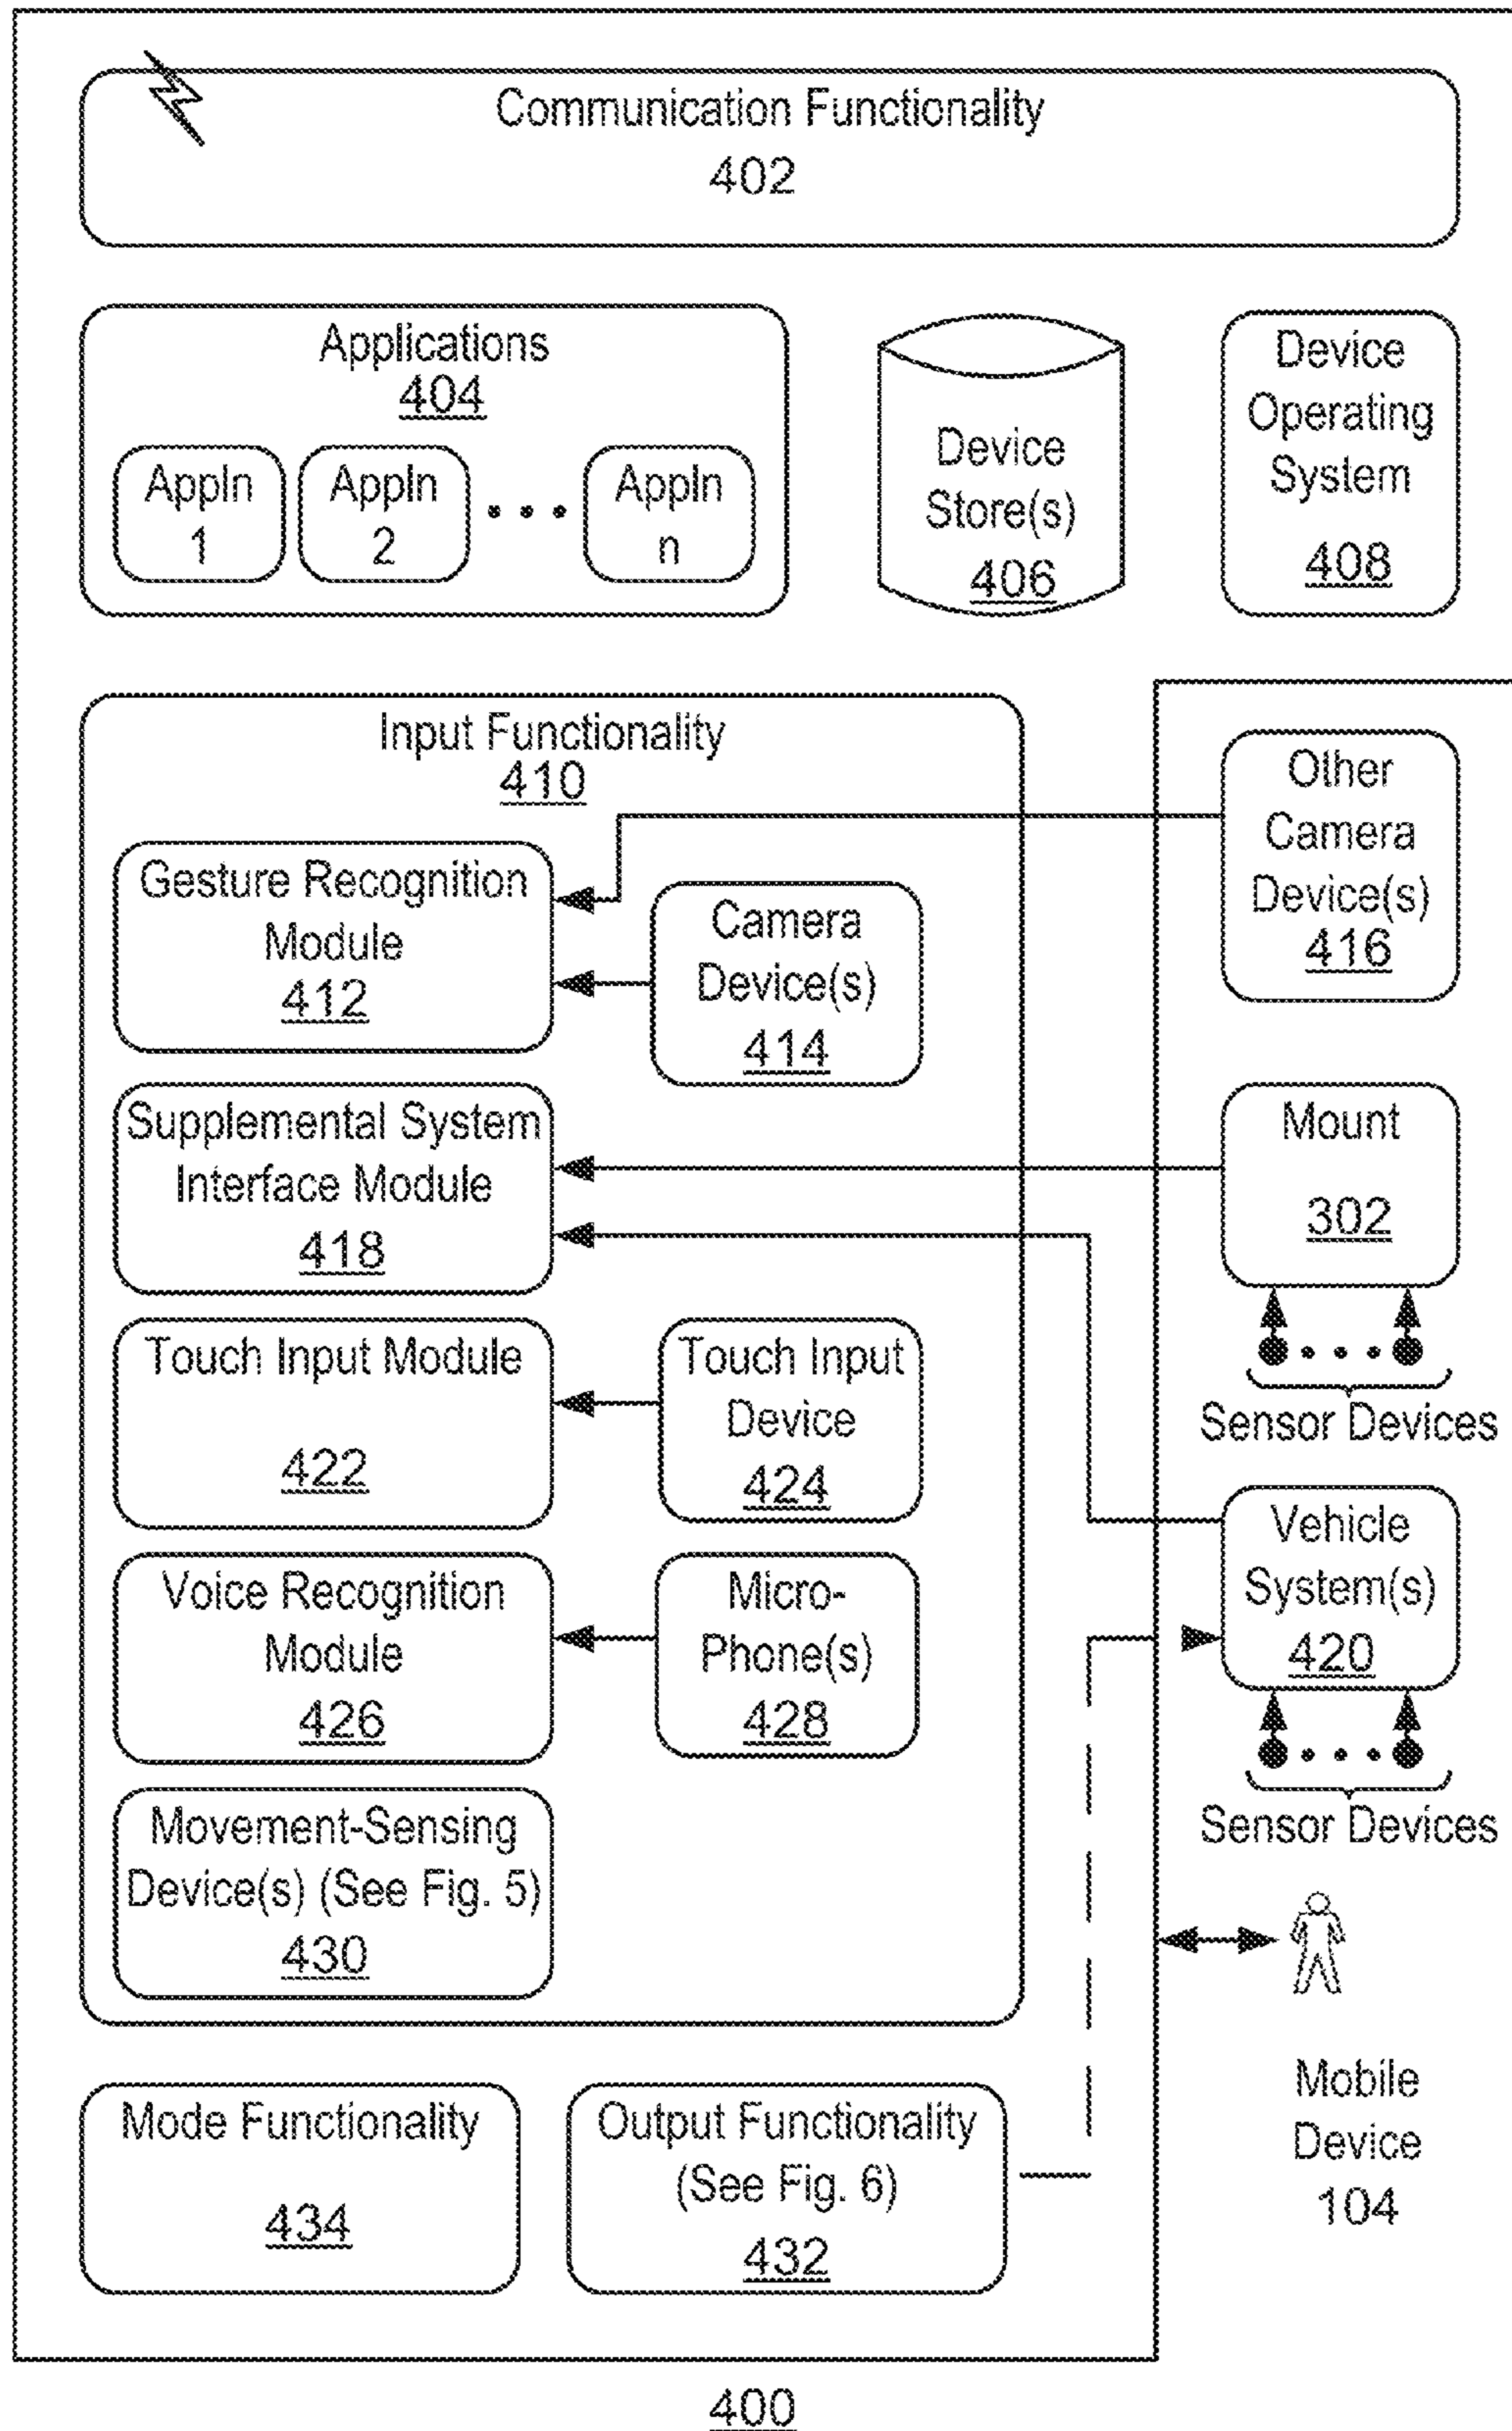 Communication Functionality
402
Applications
404
Appln
1
Appln
2
Appln
n
Device
Store(s)
406
Device
Operating
System
408
Input Functionality
410
Gesture Recognition
Module
412
Camera
Device(s)
414
Other
Camera
Device(s)
416
Supplemental System
Interface Module
418
Mount
302
Sensor Devices
Touch Input Module
422
Touch Input
Device
424
Vehicle
System(s)
420
Sensor Devices
Voice Recognition
Module
426
Micro-
Phone(s)
428
Movement-Sensing
Device(s) (See Fig. 5)
430
Mode Functionality
434
Output Functionality
(See Fig. 6)
432
Mobile
Device
104
400